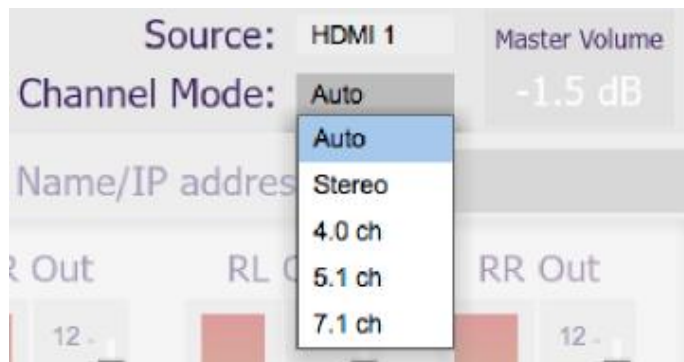 Source: HDMI 1 Master Volume
Channel Mode: Auto -1.5 dB
Auto
Name/IP addres
Stereo
4.0 ch
Out RL RR Out
5.1 ch
7.1 ch
12 12